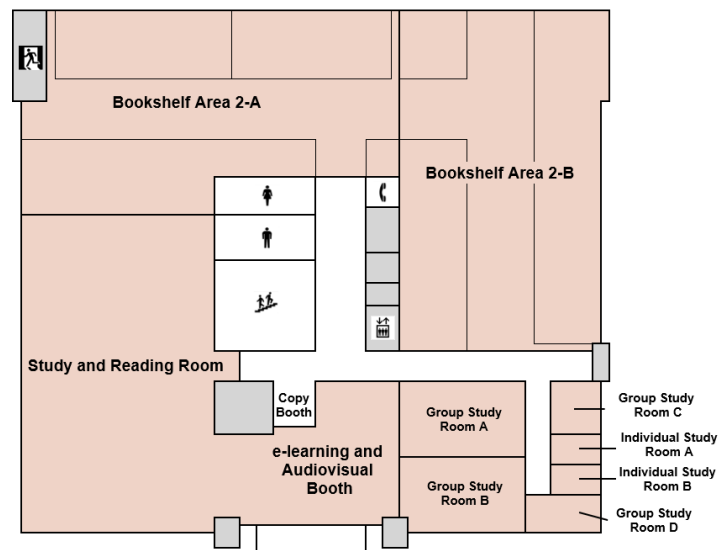 Bookshelf Area 2-A
Bookshelf Area 2-B
Study and Reading Room
Copy
Booth
e-learning and
Audiovisual
Booth
Group Study
Room A
Group Study
Room B
Group Study
Room C
Individual Study
Room A
Individual Study
Room B
Group Study
Room D